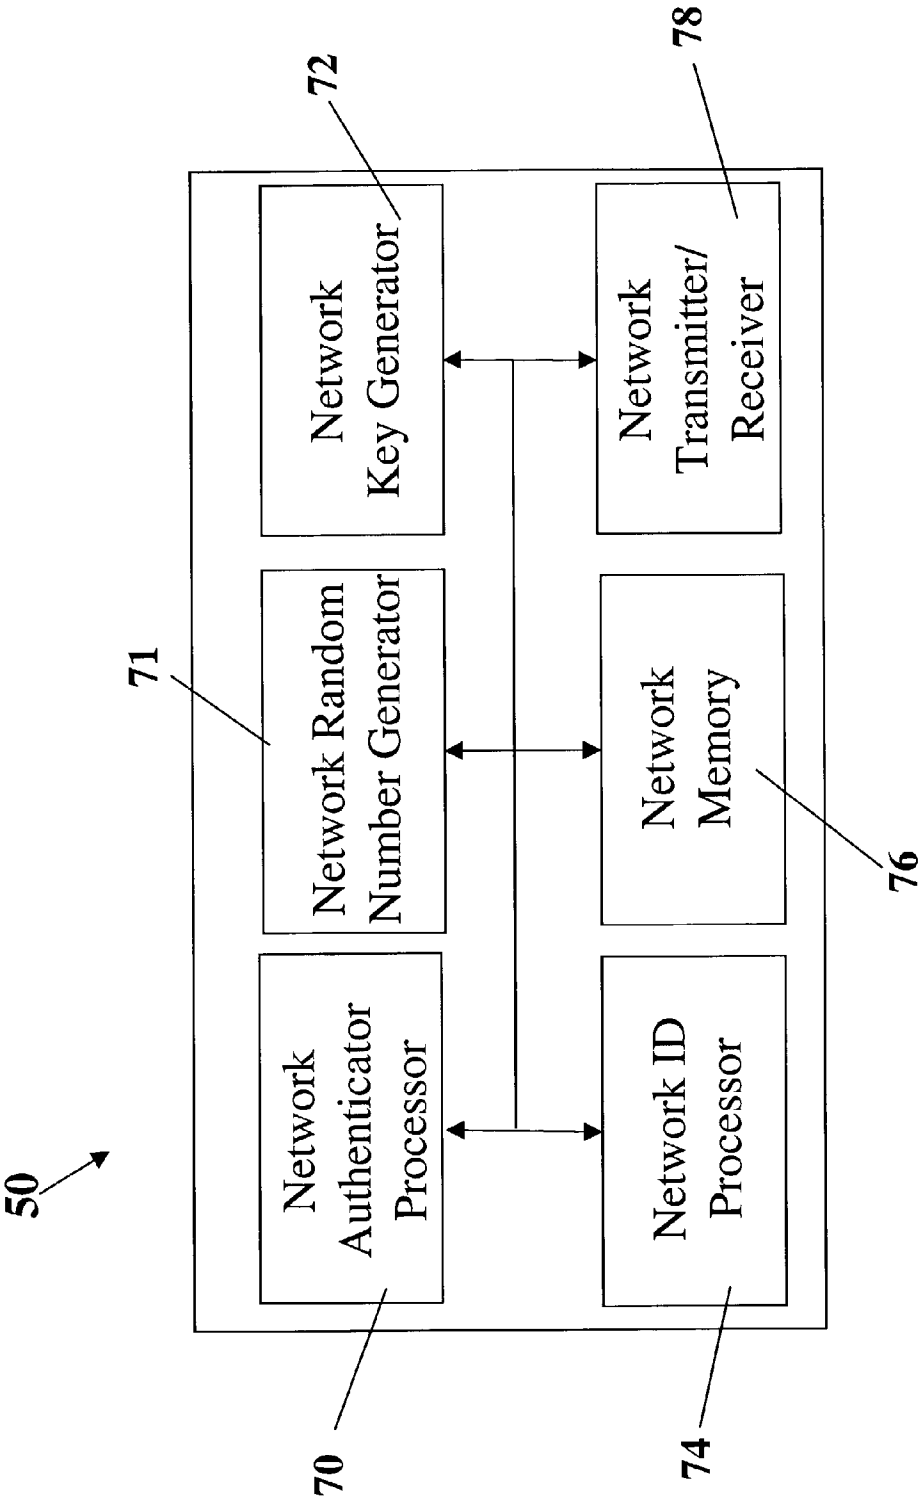 50
71
72
Network
Authenticator
Processor
Network Random
Number Generator
Network
Key Generator
Network ID
Processor
Network
Memory
Network
Transmitter/
Receiver
70
74
76
78